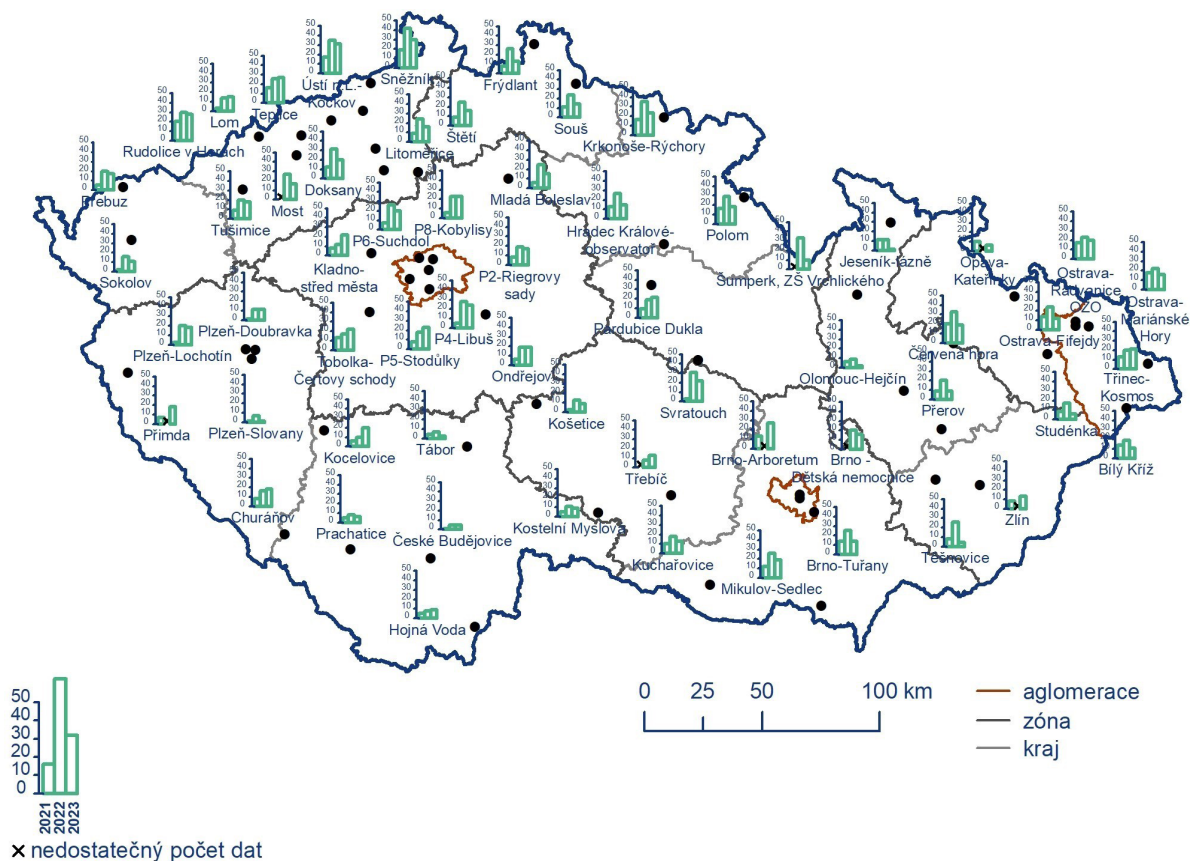 Ústí n.L.-
Kočkov
Sněžník
Frýdlant
Teplice
Lom
Rudolice v Horách
Štětí
Souš
Krkonoše-Rýchory
Litoměřice
Přebuz
Tušimice
Most
Doksany
Mladá Boleslav
P8-Kobylisy
P6-Suchdol
Hradec Králové-
observatoř
Polom
Šumperk, ZŠ Vrchlického
Jeseník-lázně
Opava-
Kateřinky
Ostrava-
Radvanice
OZO
Ostrava-
Mariánské
Hory
Sokolov
Kladno-
střed města
P2-Riegrovy
sady
Plzeň-Doubravka
Plzeň-Lochotín
P4-Libuš
Pardubice Dukla
Ostrava-Fifejdy
Červená hora
Tobolka-
Čertovy schody
P5-Stodůlky
Ondřejov
Olomouc-Hejčín
Třinec-
Kosmos
Svratouch
Přerov
Košetice
Studénka
Přimda
Plzeň-Slovany
Kocelovice
Tábor
Brno-Arboretum
Brno -
Dětská nemocnice
Bílý Kříž
Třebíč
Churáňov
Prachatice
České Budějovice
Kostelní Myslová
Zlín
Kuchařovice
Mikulov-Sedlec
Brno-Tuřany
Těšnovice
Hojná Voda
50
40
30
20
10
0
2021
2022
2023
0 25 50 100 km
aglomerace
zóna
kraj
× nedostatečný počet dat